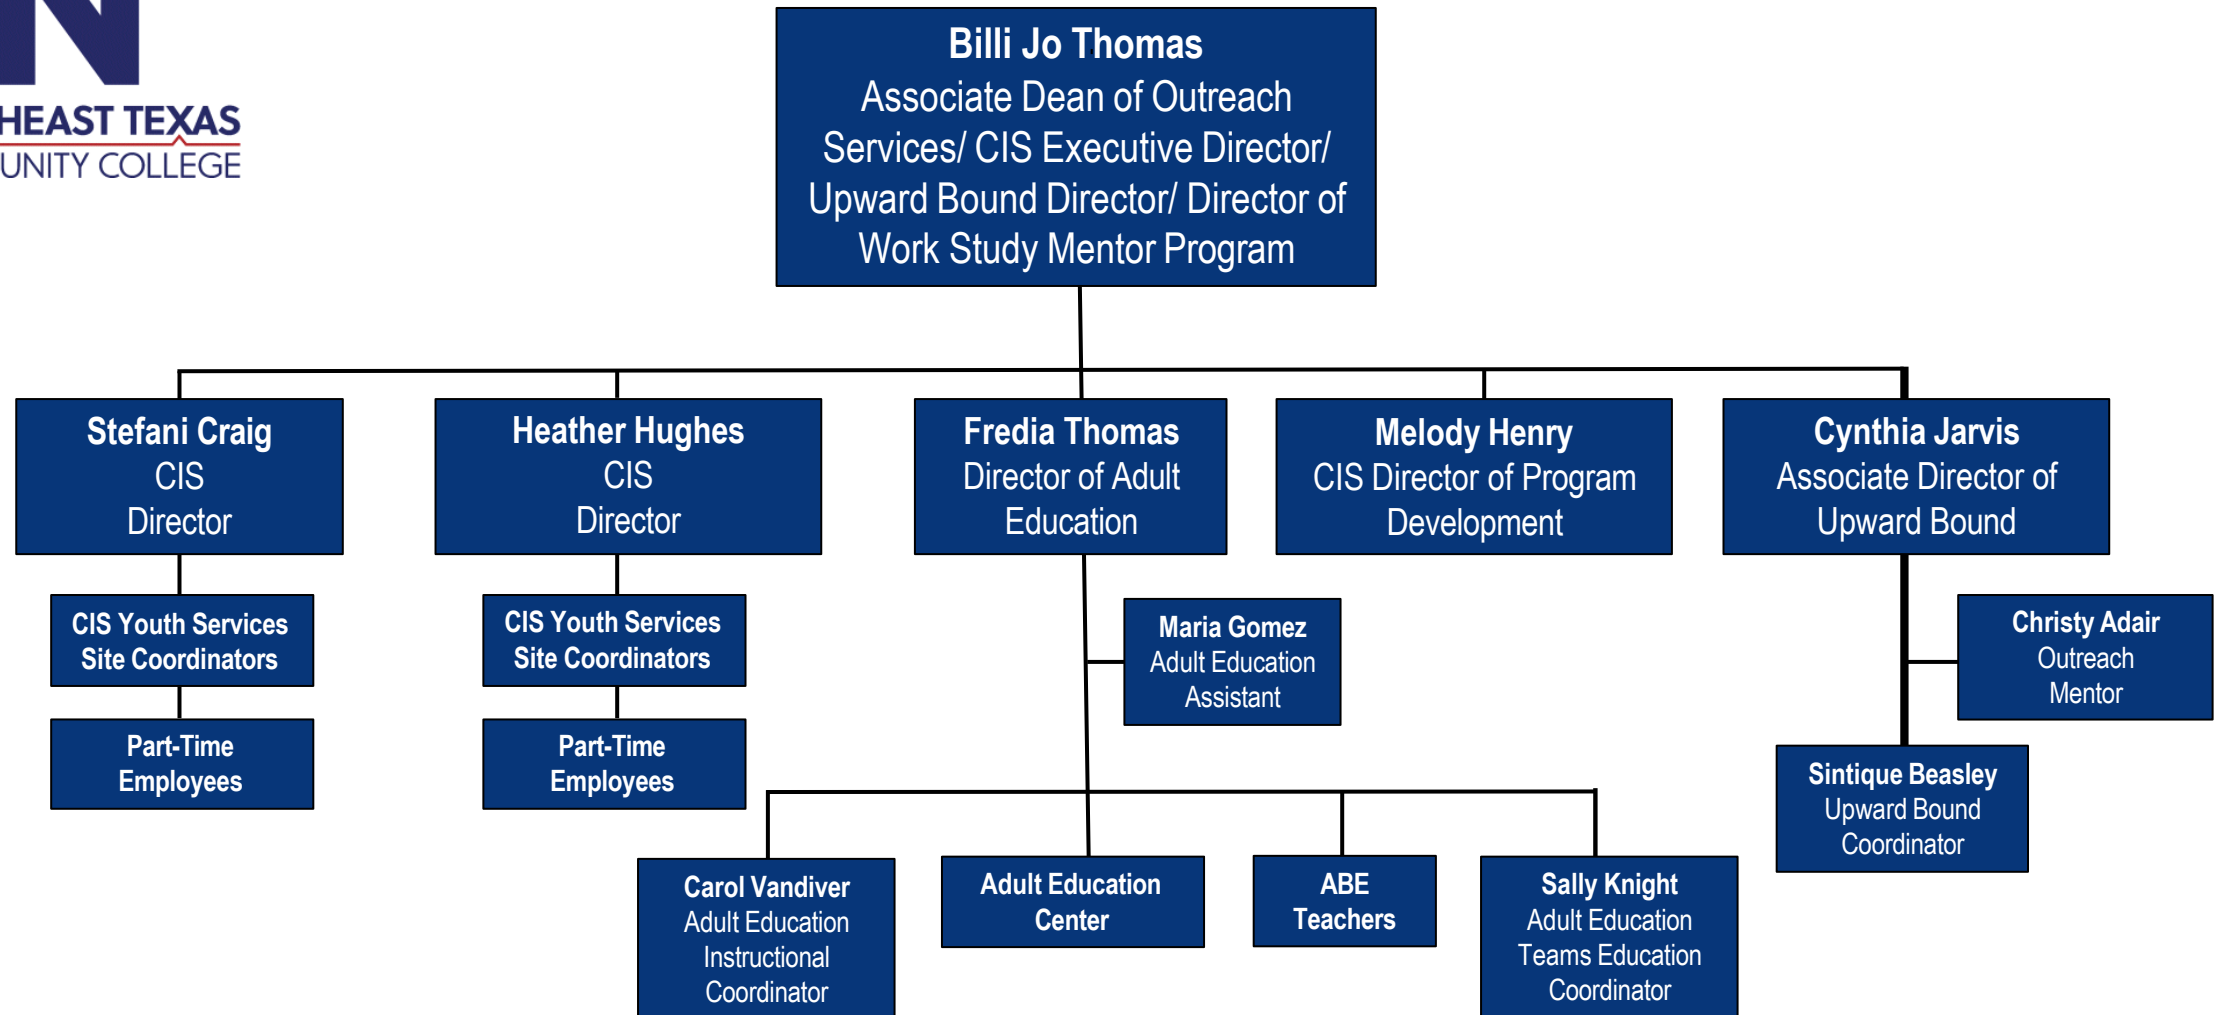 HEAST TEXAS
UNITY COLLEGE
Billi Jo Thomas
Associate Dean of Outreach
Services/ CIS Executive Director/
Upward Bound Director/ Director of
Work Study Mentor Program
Stefani Craig
CIS
Director
Heather Hughes
CIS
Director
Fredia Thomas
Director of Adult
Education
Melody Henry
CIS Director of Program
Development
Cynthia Jarvis
Associate Director of
Upward Bound
CIS Youth Services
Site Coordinators
CIS Youth Services
Site Coordinators
Maria Gomez
Adult Education
Assistant
Christy Adair
Outreach
Mentor
Part-Time
Employees
Part-Time
Employees
Sintique Beasley
Upward Bound
Coordinator
Carol Vandiver
Adult Education
Instructional
Coordinator
Adult Education
Center
ABE
Teachers
Sally Knight
Adult Education
Teams Education
Coordinator